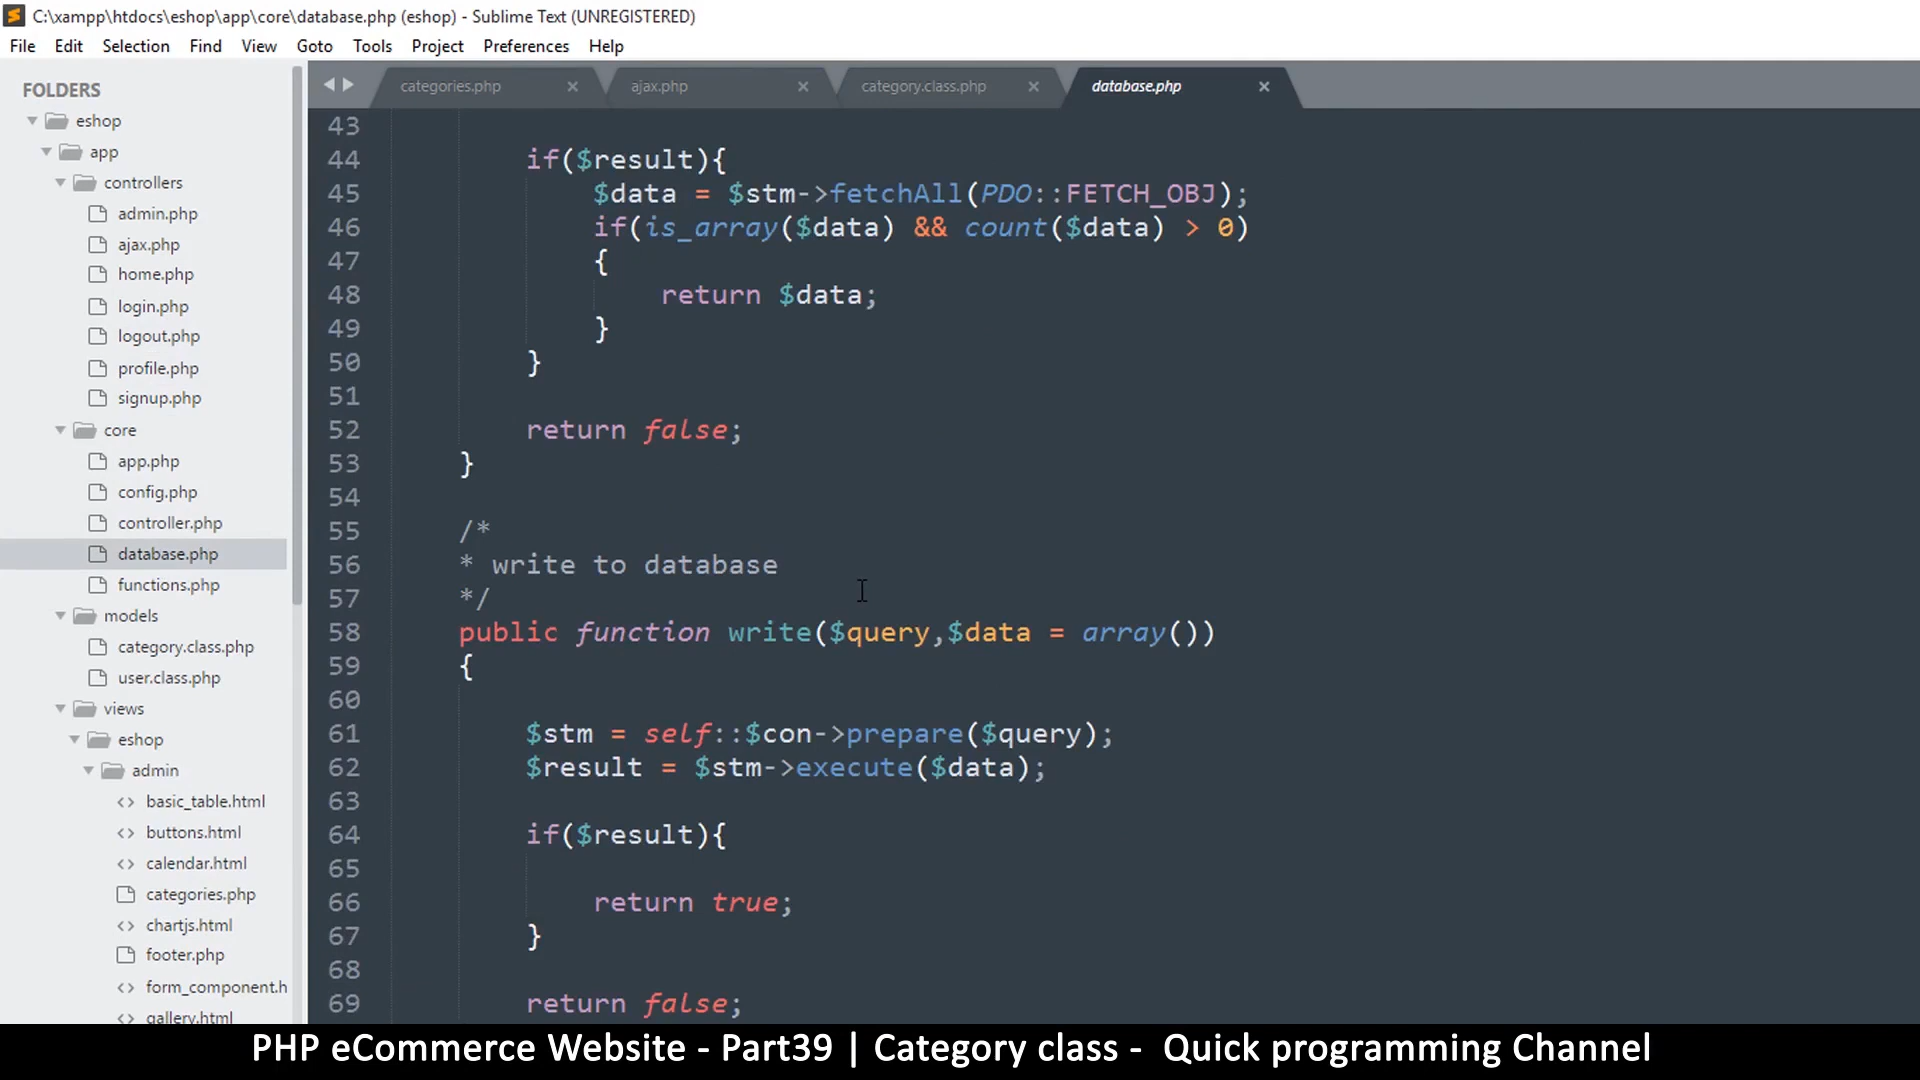 C:\xampp\htdocs\eshop\app\core\database.php (eshop) - Sublime Text (UNREGISTERED)
File Edit Selection Find View Goto Tools Project Preferences Help
FOLDERS
eshop
app
controllers
admin.php
ajax.php
home.php
login.php
logout.php
profile.php
signup.php
core
app.php
config.php
controller.php
database.php
functions.php
models
category.class.php
user.class.php
views
eshop
admin
basic_table.html
buttons.html
calendar.html
categories.php
chartjs.html
footer.php
form_component.h
gallery.html
categories.php × ajax.php × category.class.php × database.php ×
43
44 if($result){
45 $data = $stm->fetchAll(PDO::FETCH_OBJ);
46 if(is_array($data) && count($data) > 0)
47 {
48 return $data;
49 }
50 }
51
52 return false;
53 }
54
55 /*
56 * write to database
57 */
58 public function write($query,$data = array())
59 {
60
61 $stm = self::$con->prepare($query);
62 $result = $stm->execute($data);
63
64 if($result){
65
66 return true;
67 }
68
69 return false;
PHP eCommerce Website - Part39 | Category class - Quick programming Channel